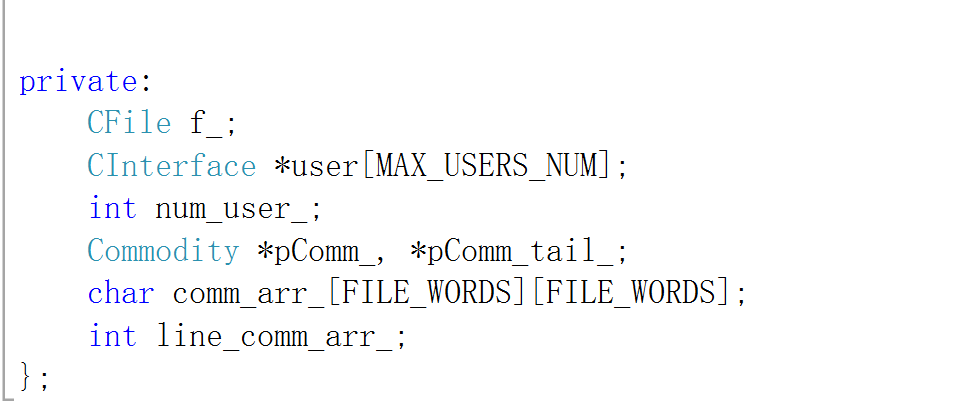 private:
    CFile f_;
    CInterface *user[MAX_USERS_NUM];
    int num_user_;
    Commodity *pComm_, *pComm_tail_;
    char comm_arr_[FILE_WORDS][FILE_WORDS];
    int line_comm_arr_;
};